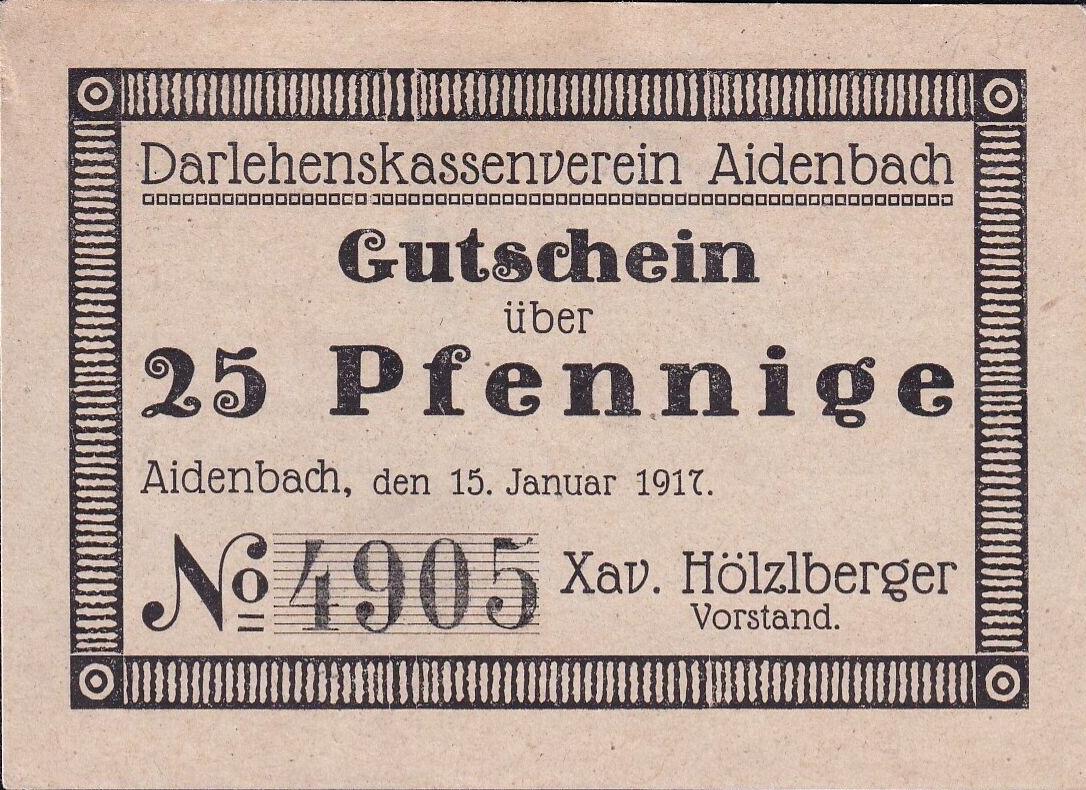 Darlehenskassenverein Aidenbach
Gutschein
über
25 Pfennige
Aidenbach, den 15. Januar 1917.
No 4905
Xav. Hölzlberger
Vorstand.